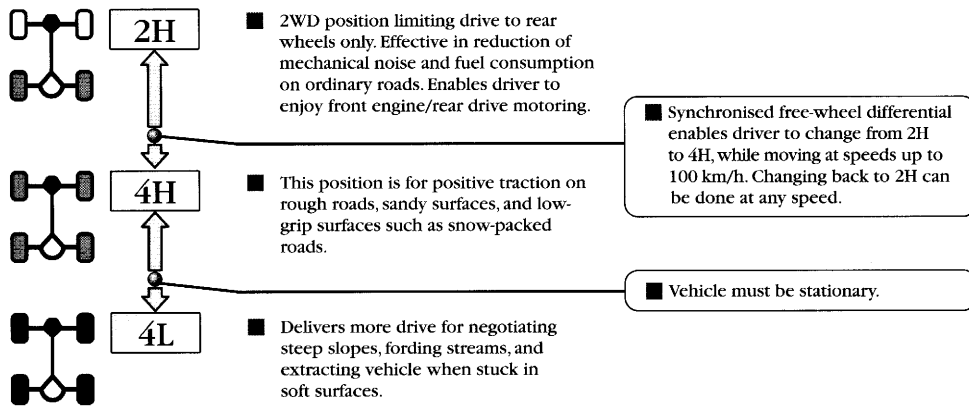 2H
2WD position limiting drive to rear
wheels only. Effective in reduction of
mechanical noise and fuel consumption
on ordinary roads. Enables driver to
enjoy front engine/rear drive motoring.
Synchronised free-wheel differential
enables driver to change from 2H
to 4H, while moving at speeds up to
100 km/h. Changing back to 2H can
be done at any speed.
4H
This position is for positive traction on
rough roads, sandy surfaces, and low-
grip surfaces such as snow-packed
roads.
Vehicle must be stationary.
4L
Delivers more drive for negotiating
steep slopes, fording streams, and
extracting vehicle when stuck in
soft surfaces.